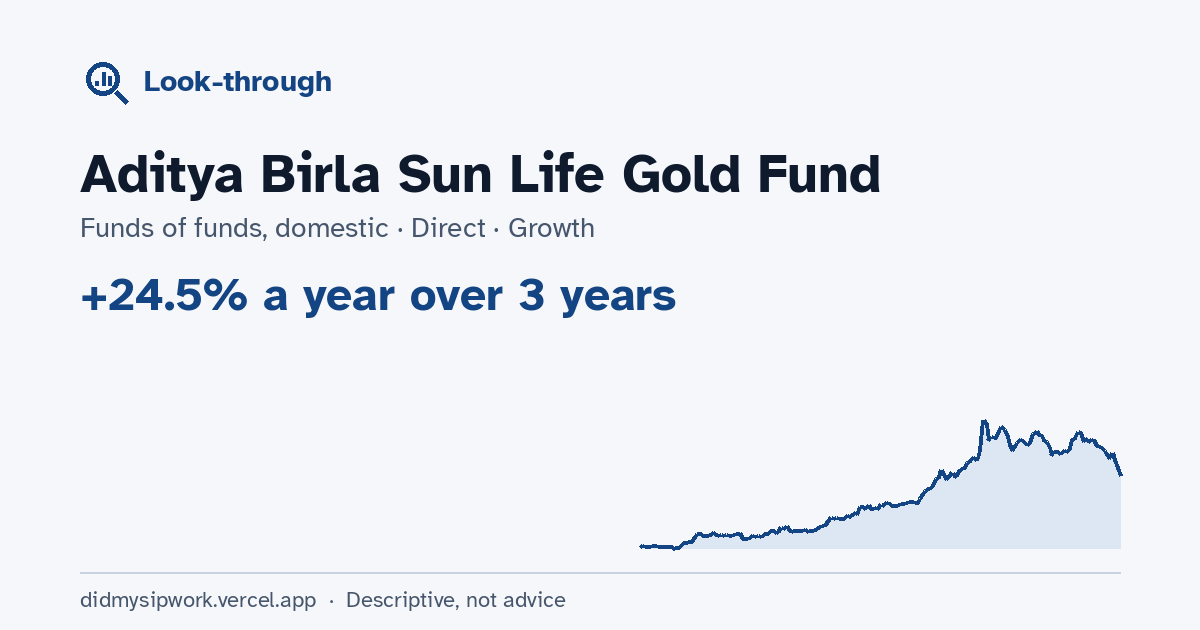 Look-through
Aditya Birla Sun Life Gold Fund
Funds of funds, domestic · Direct · Growth
+24.5% a year over 3 years
didmysipwork.vercel.app · Descriptive, not advice